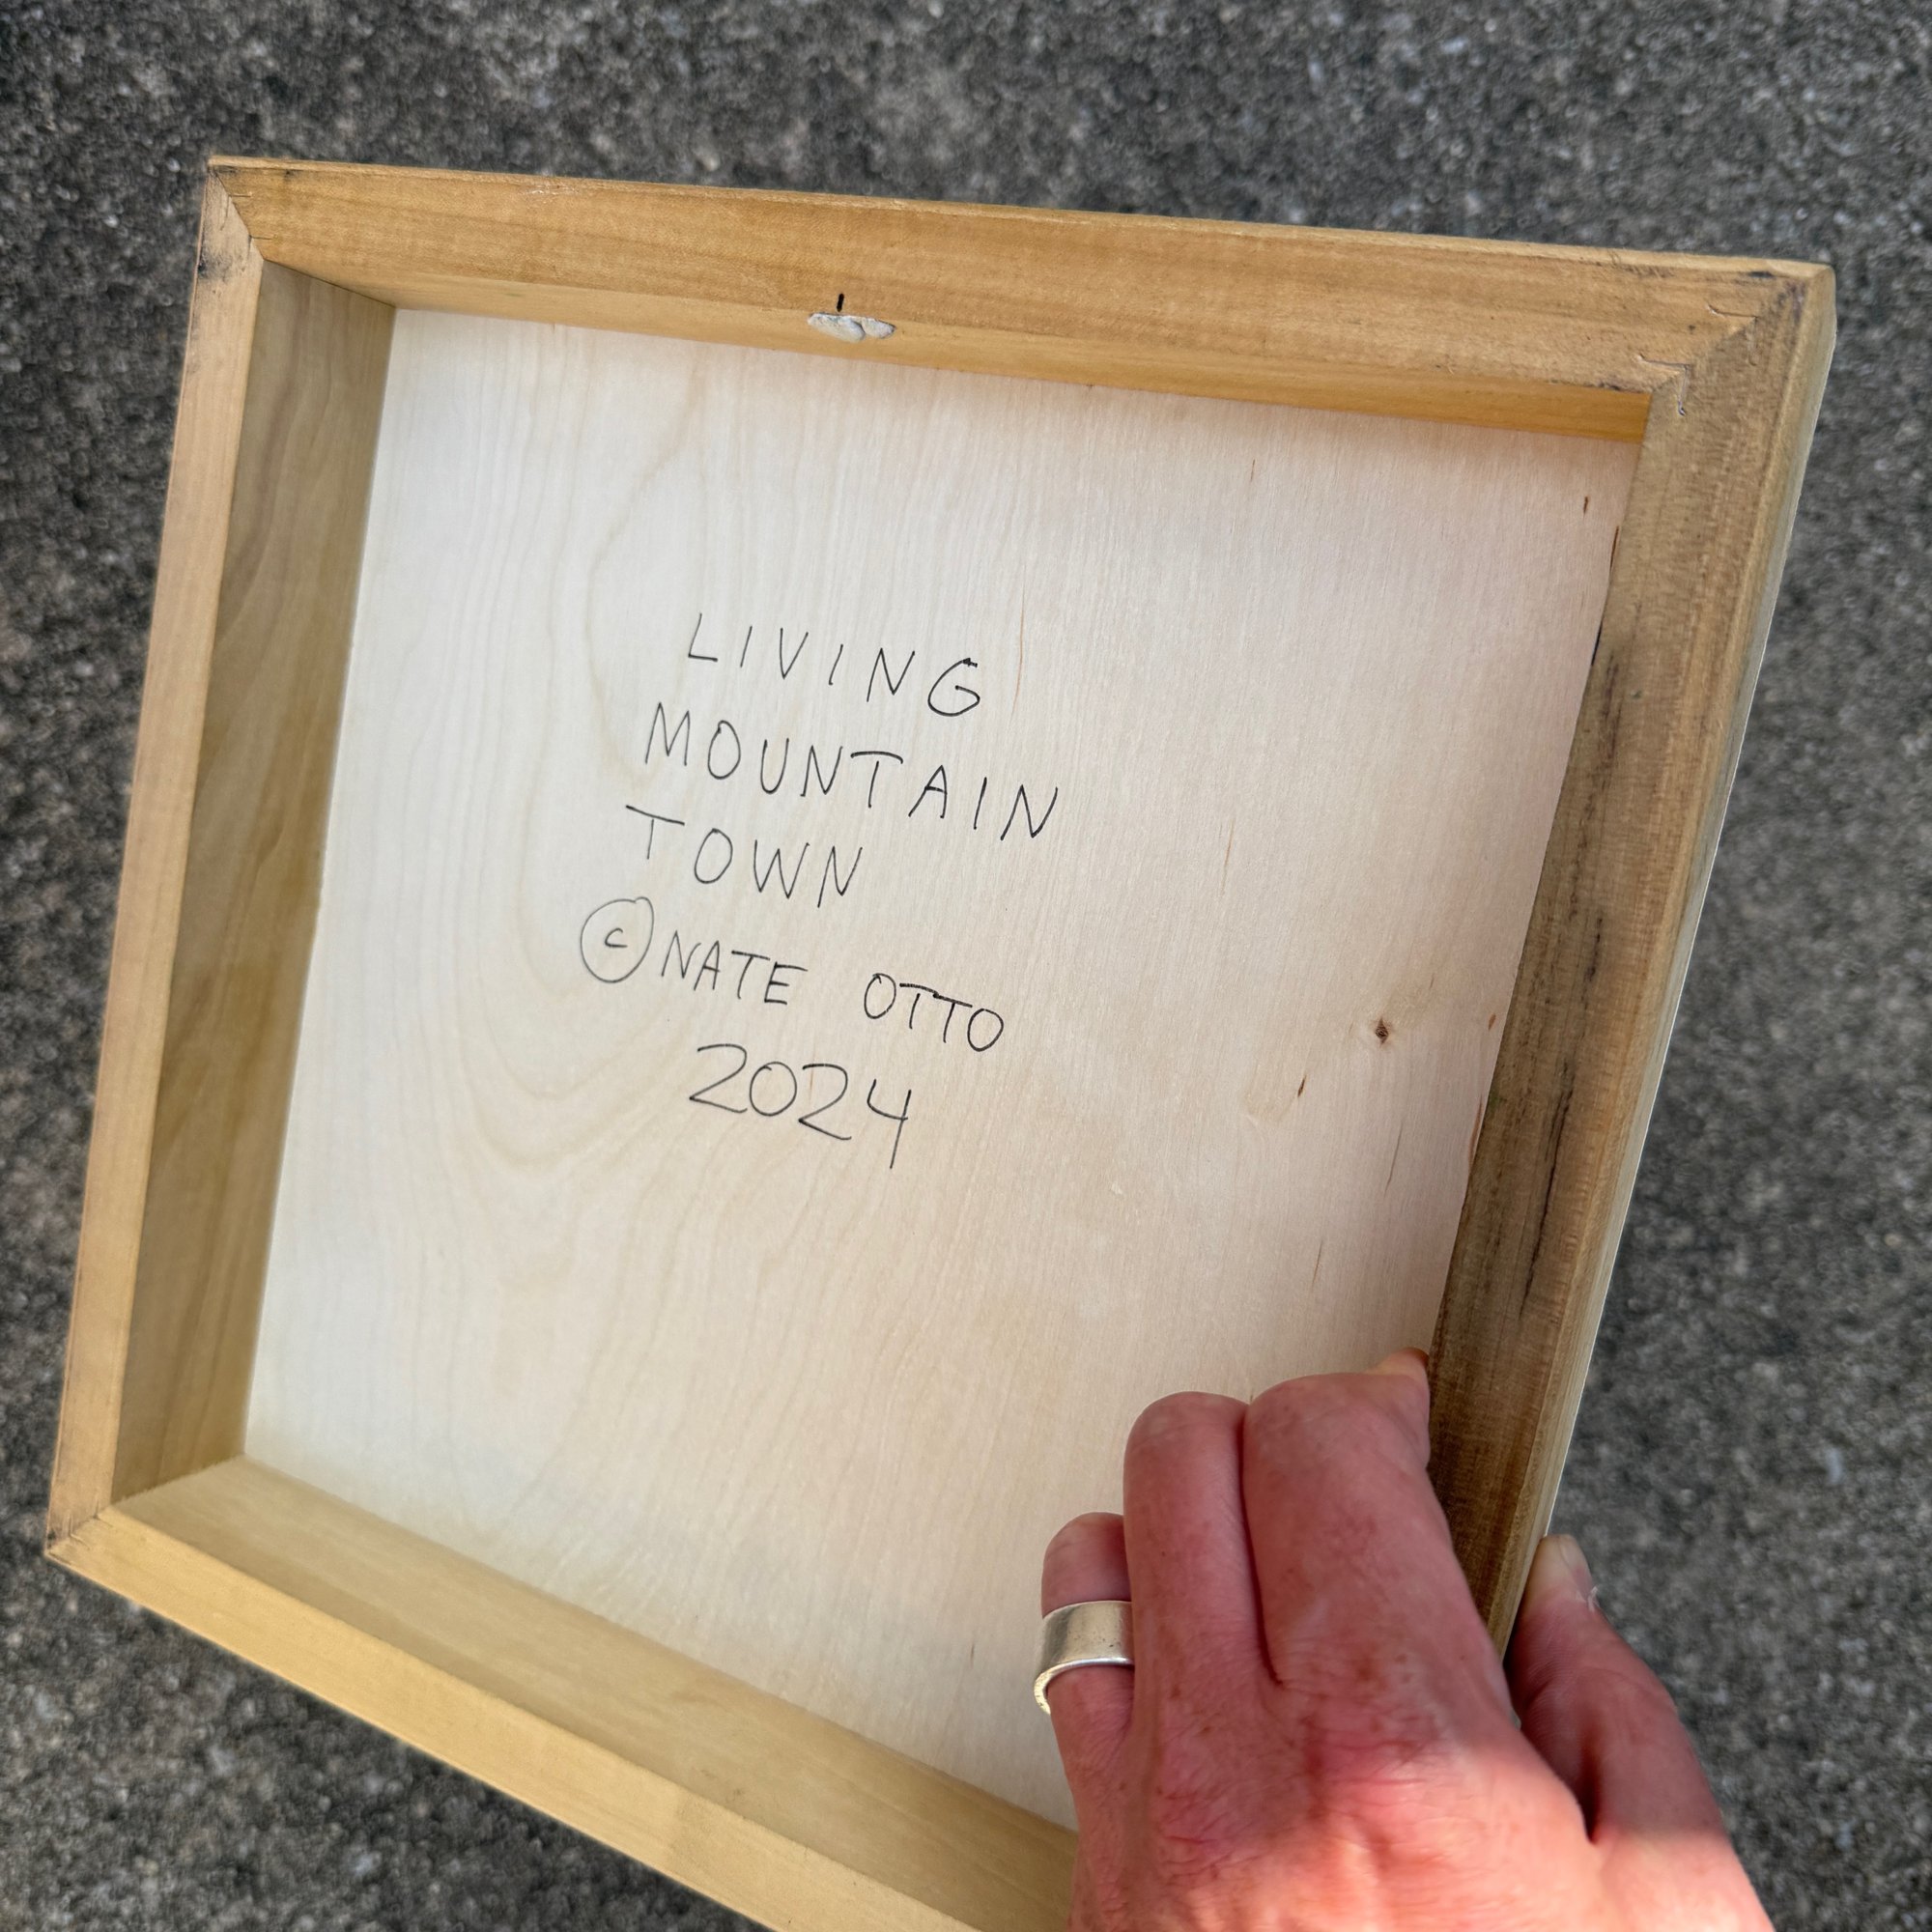 LIVING
MOUNTAIN
TOWN
© NATE OTTO
2024